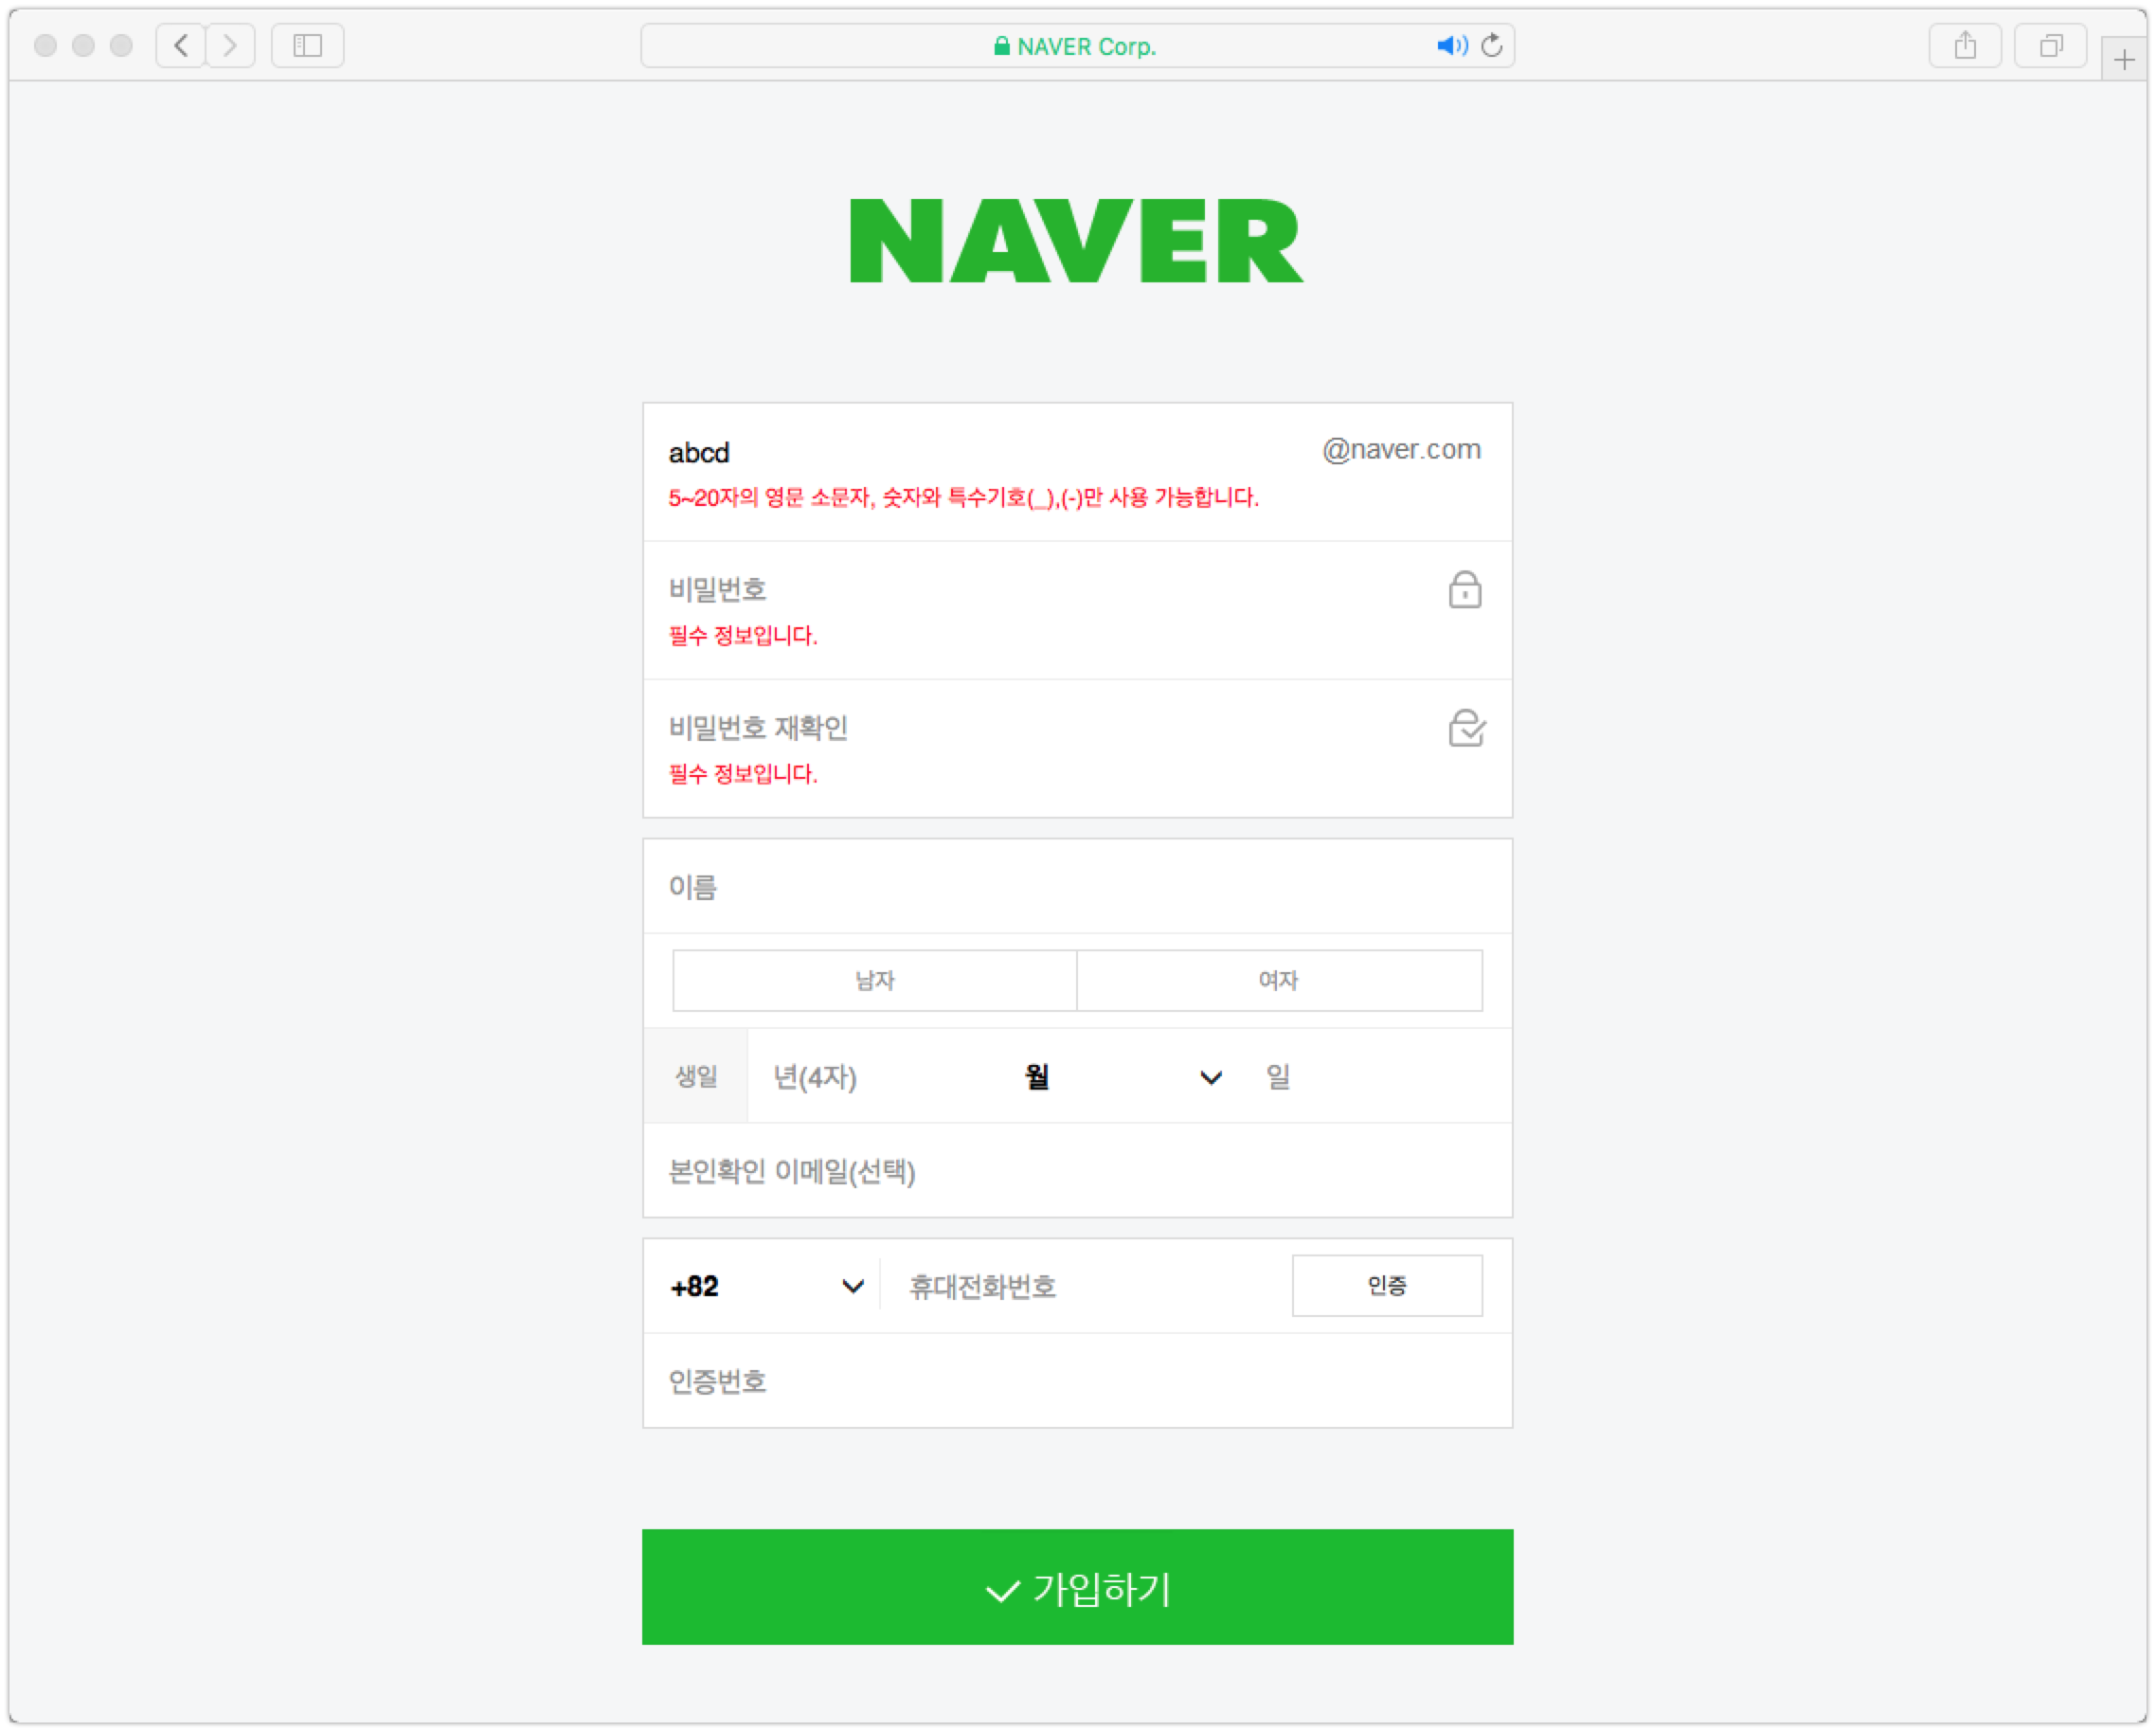 NAVER Corp.
NAVER
abcd
@naver.com
5~20자의 영문 소문자, 숫자와 특수기호(_),(-)만 사용 가능합니다.
비밀번호
필수 정보입니다.
비밀번호 재확인
필수 정보입니다.
이름
남자
여자
생일
년(4자)
월
일
본인확인 이메일(선택)
+82
휴대전화번호
인증
인증번호
가입하기